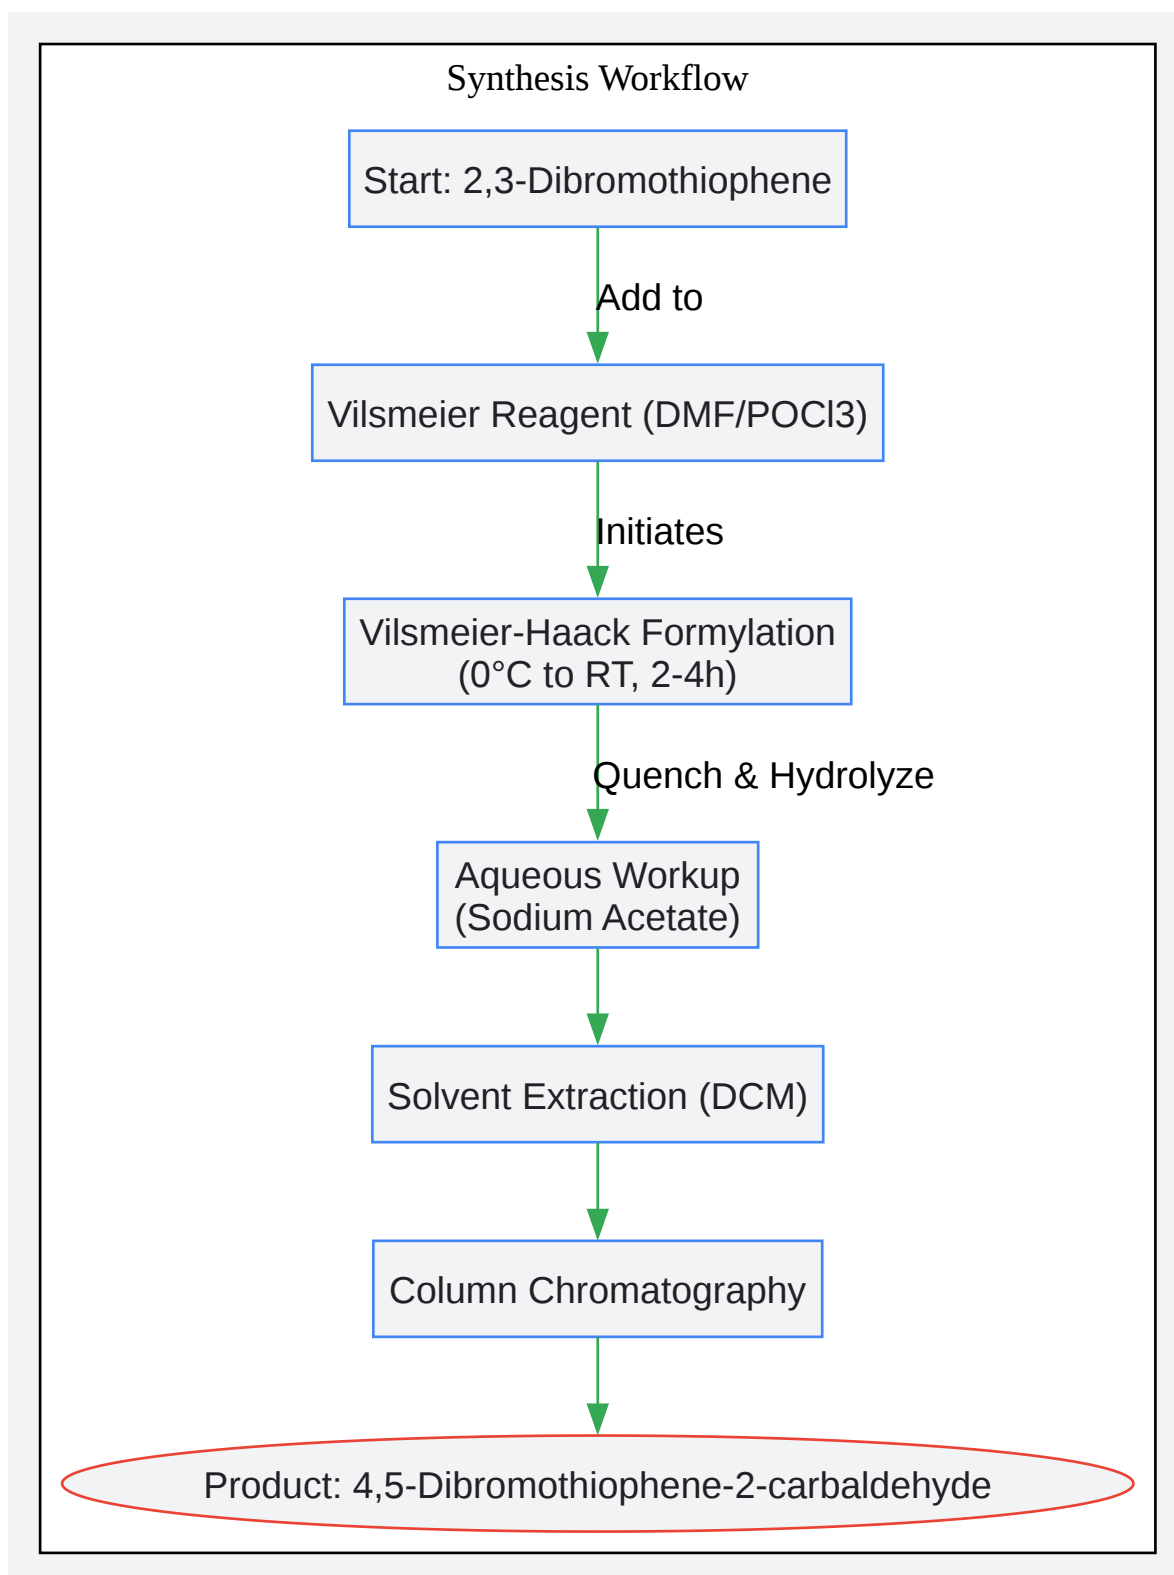 Synthesis Workflow
Start: 2,3-Dibromothiophene
Add to
Vilsmeier Reagent (DMF/POCl3)
Initiates
Vilsmeier-Haack Formylation
(0°C to RT, 2-4h)
Quench & Hydrolyze
Aqueous Workup
(Sodium Acetate)
Solvent Extraction (DCM)
Column Chromatography
Product: 4,5-Dibromothiophene-2-carbaldehyde